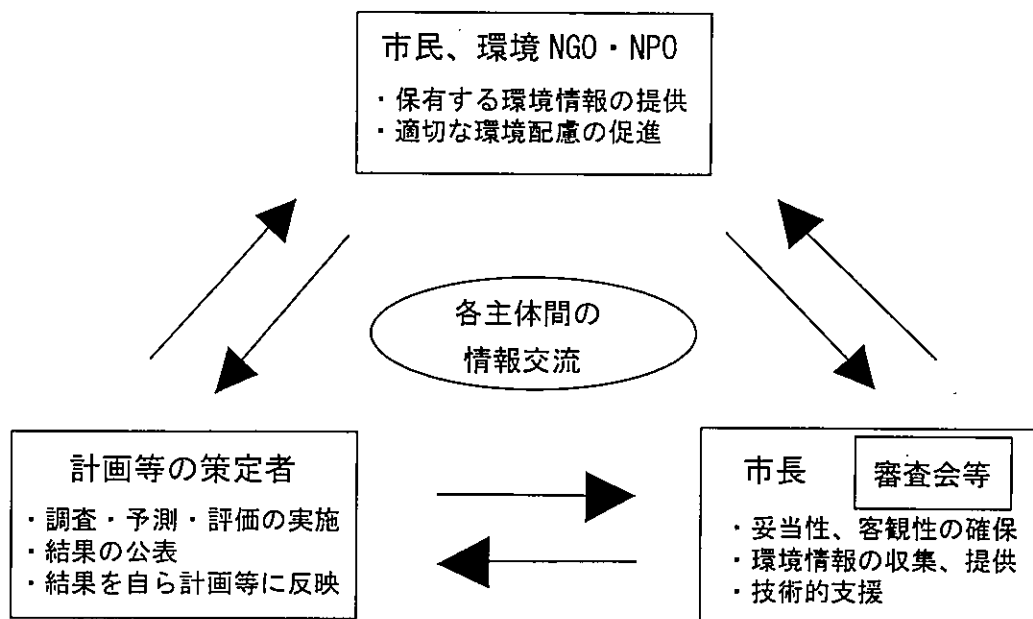 市民、環境NGO・NPO
・保有する環境情報の提供
・適切な環境配慮の促進
各主体間の
情報交流
計画等の策定者
・調査・予測・評価の実施
・結果の公表
・結果を自ら計画等に反映
市長 審査会等
・妥当性、客観性の確保
・環境情報の収集、提供
・技術的支援